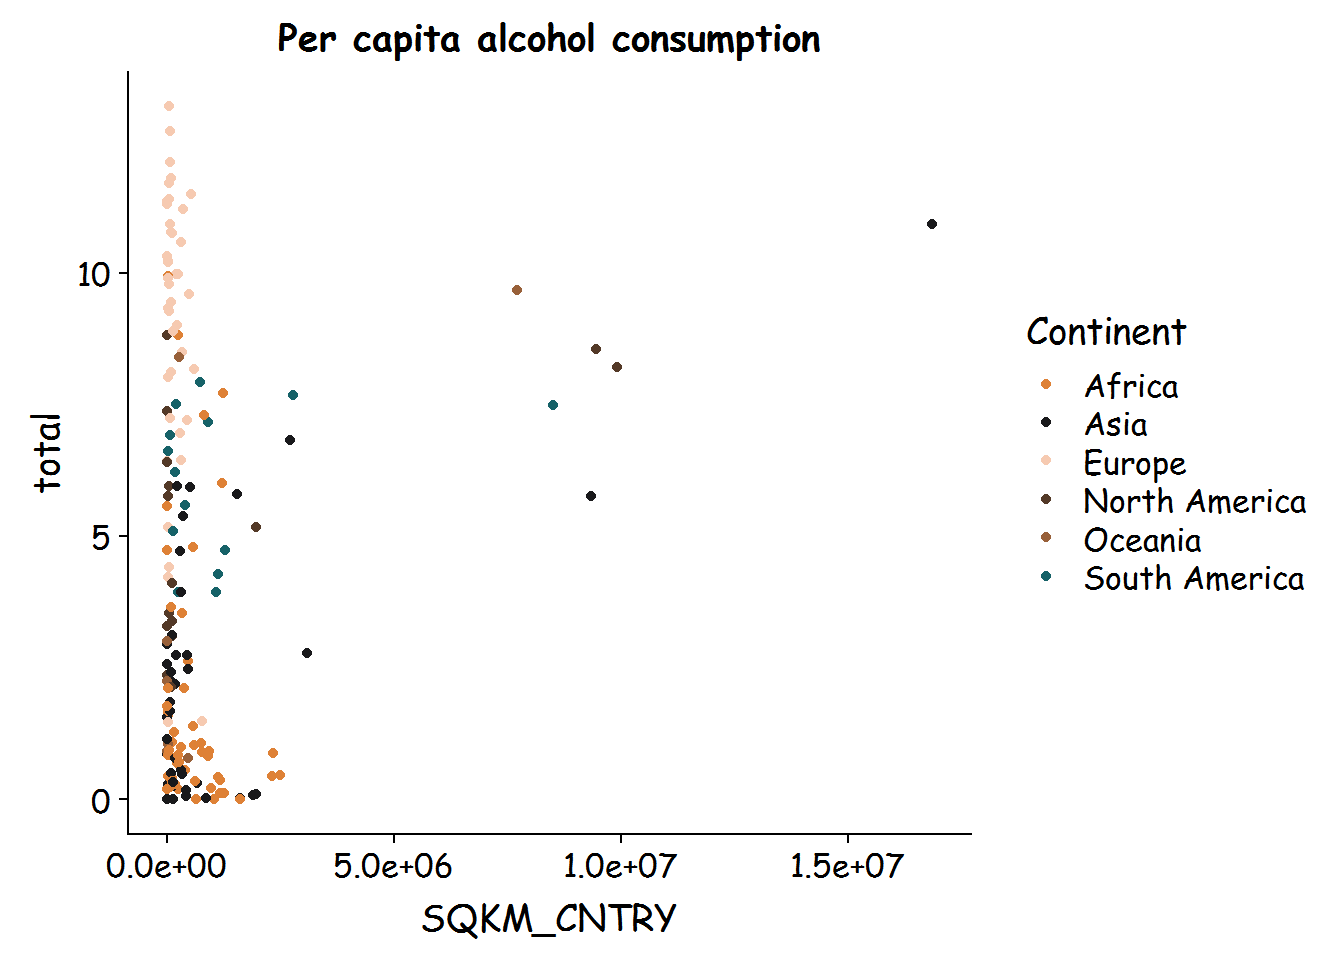 Per capita alcohol consumption
total
10
5
0
0.0e+00 5.0e+06 1.0e+07 1.5e+07
SQKM_CNTRY
Continent
Africa
Asia
Europe
North America
Oceania
South America